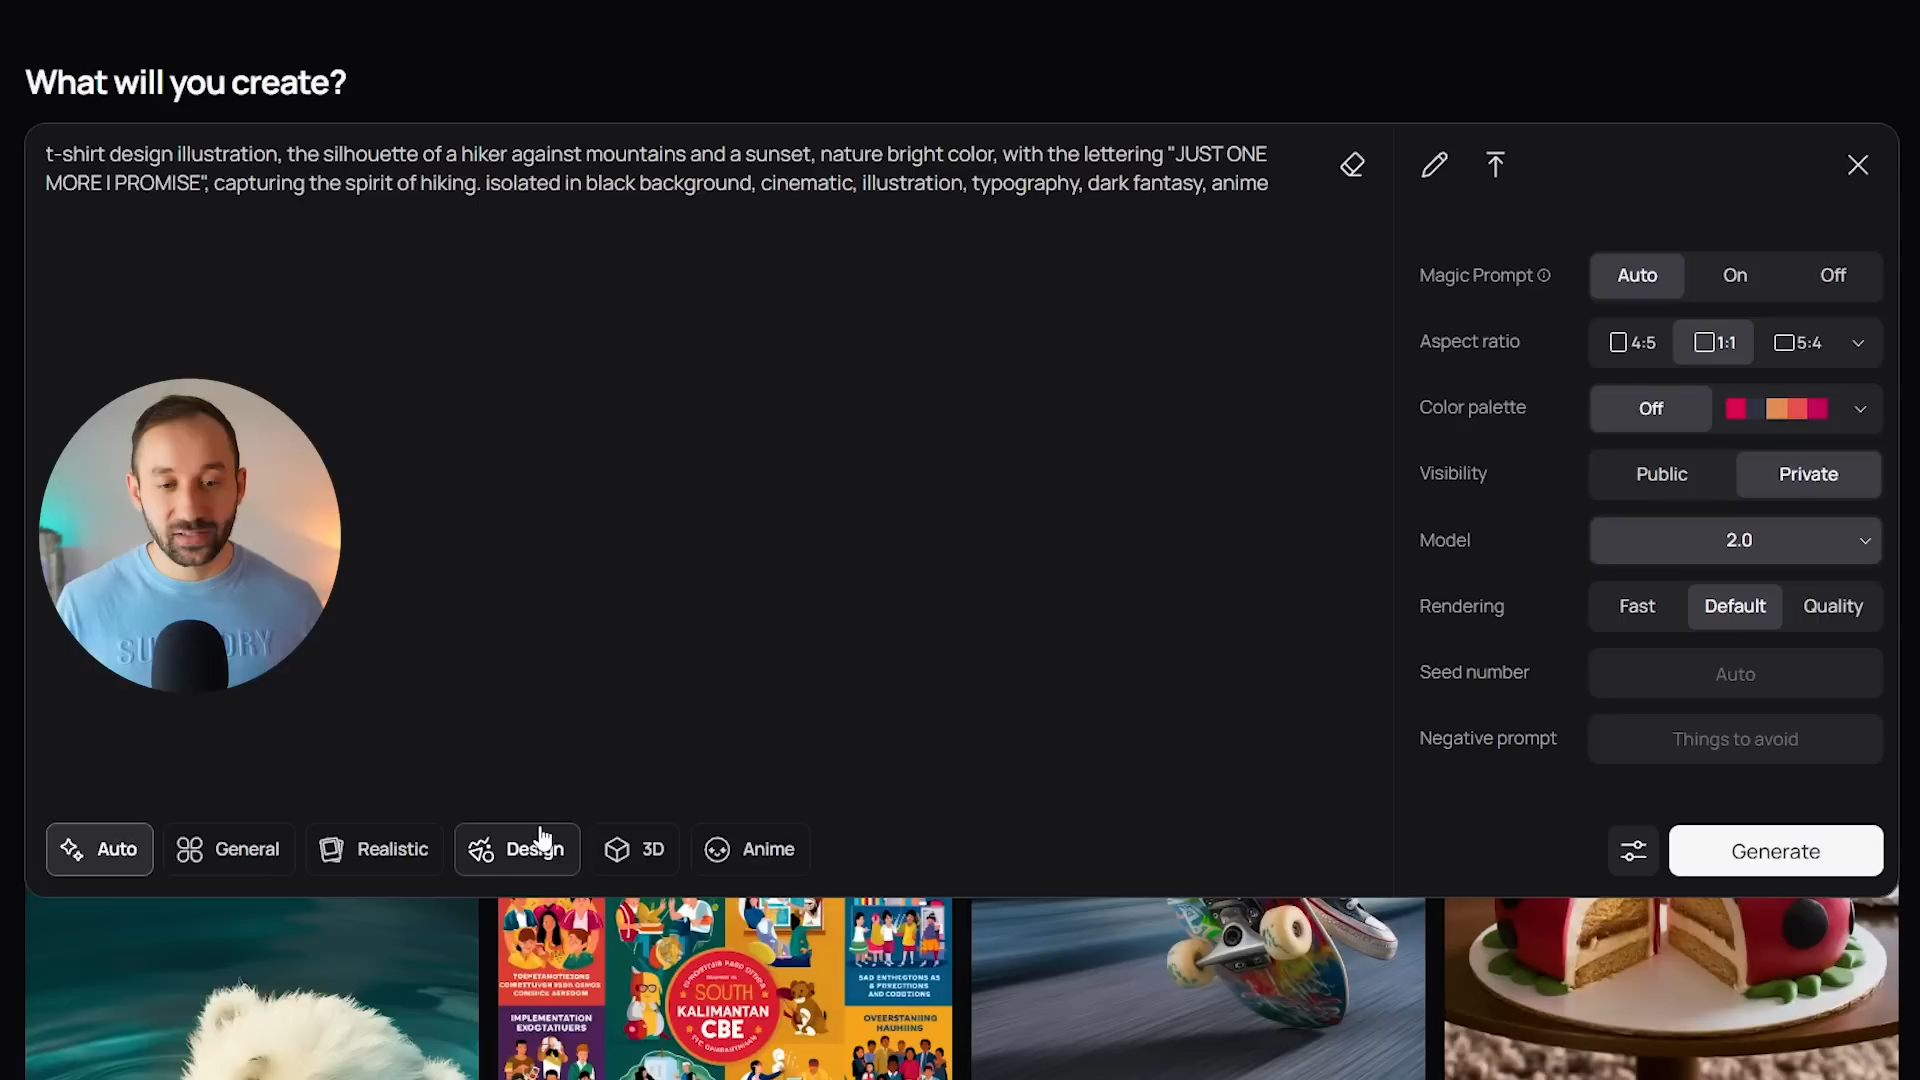 What will you create?
t-shirt design illustration, the silhouette of a hiker against mountains and a sunset, nature bright color, with the lettering "JUST ONE
MORE I PROMISE", capturing the spirit of hiking. isolated in black background, cinematic, illustration, typography, dark fantasy, anime
Magic Prompt
Auto
On
Off
Aspect ratio
4:5
1:1
5:4
Color palette
Off
Visibility
Public
Private
Model
2.0
Rendering
Fast
Default
Quality
Seed number
Auto
Negative prompt
Things to avoid
Auto
General
Realistic
Design
3D
Anime
Generate
SOUTH
KALIMANTAN
CBE
IMPLEMENTATION